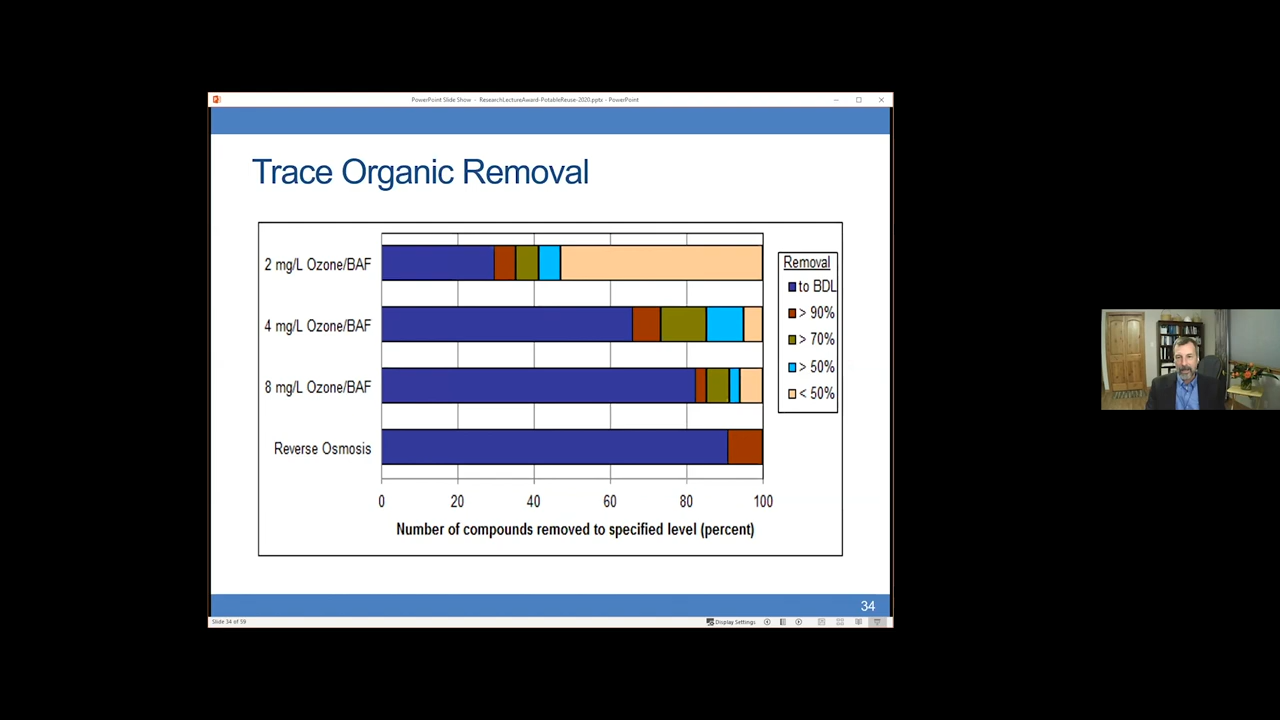 PowerPoint Slide Show - ResearchLectureAward-PotableReuse-2020.pptx - PowerPoint
Trace Organic Removal
2 mg/L Ozone/BAF
4 mg/L Ozone/BAF
8 mg/L Ozone/BAF
Reverse Osmosis
0 20 40 60 80 100
Number of compounds removed to specified level (percent)
Removal
to BDL
> 90%
> 70%
> 50%
< 50%
34
Slide 34 of 59
Display Settings